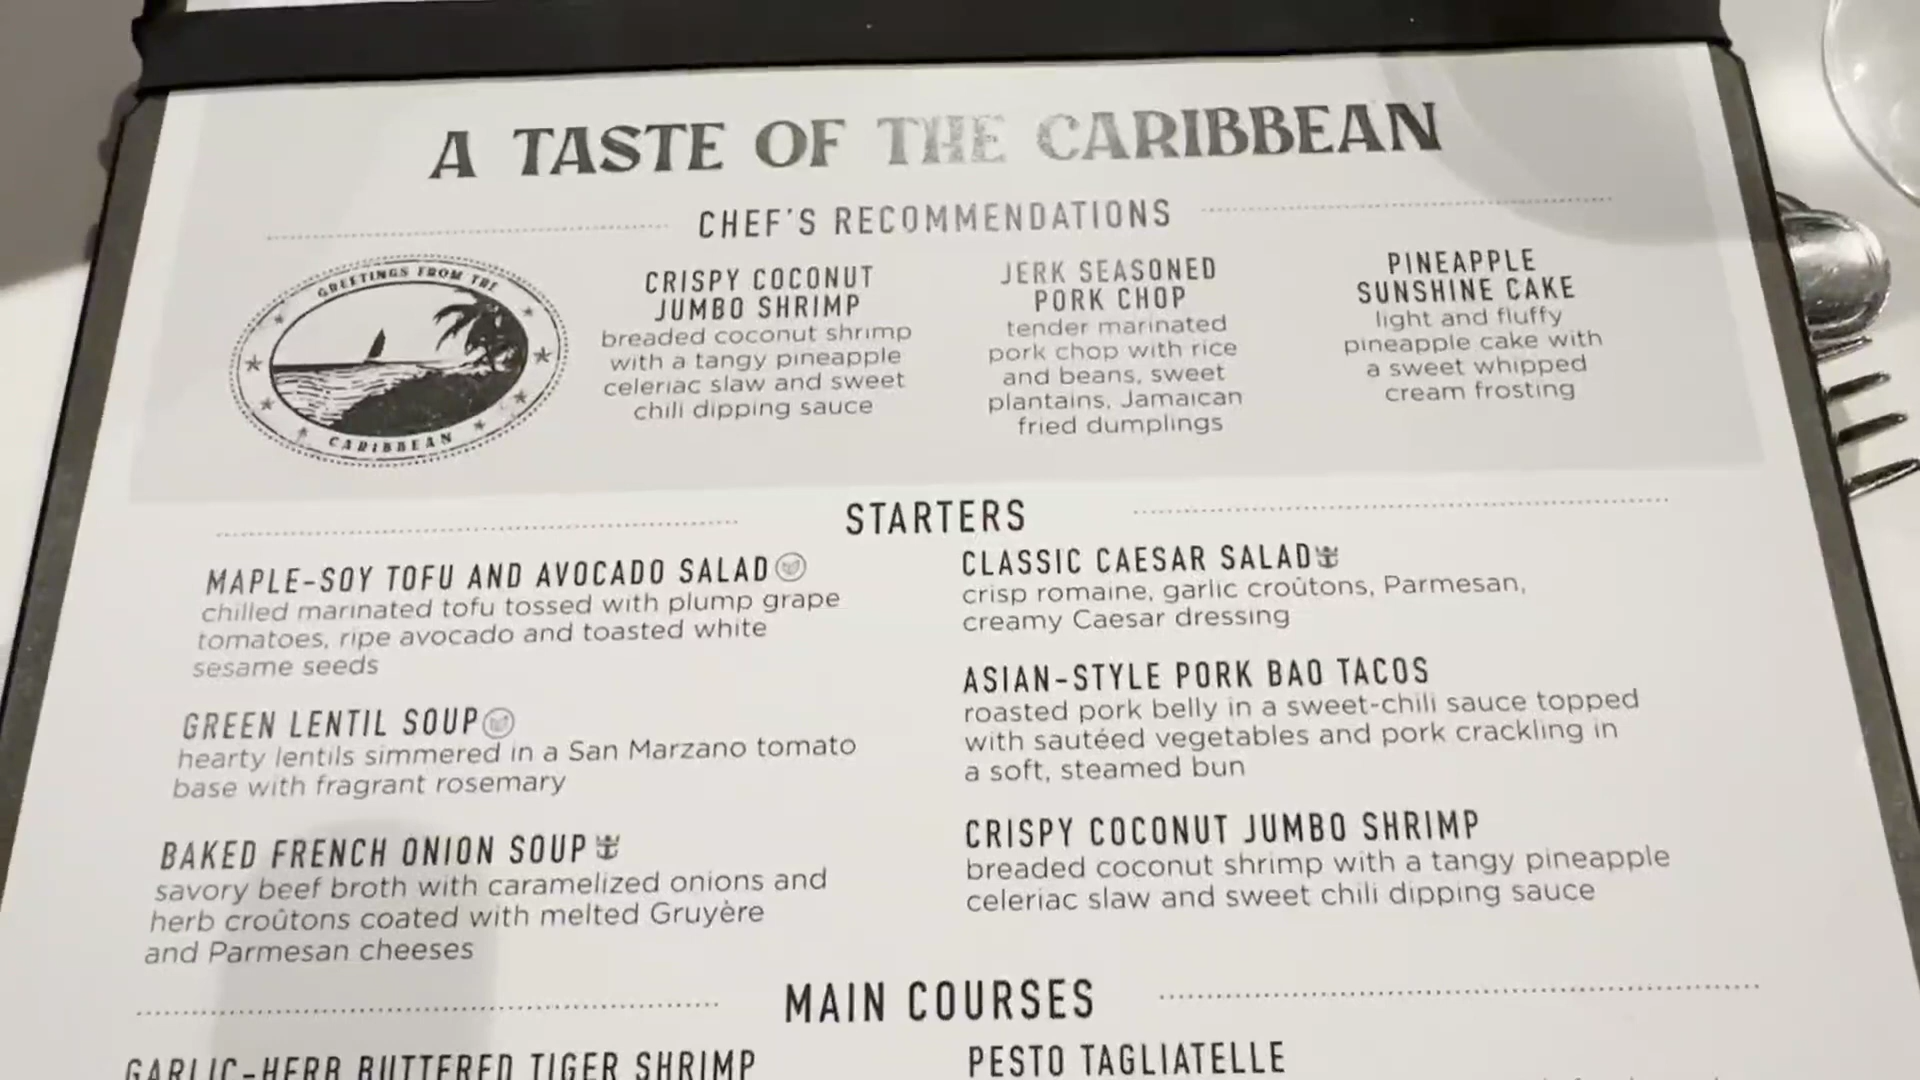 A TASTE OF THE CARIBBEAN
CHEF'S RECOMMENDATIONS
GREETINGS FROM THE
CARIBBEAN
CRISPY COCONUT
JUMBO SHRIMP
breaded coconut shrimp
with a tangy pineapple
celeriac slaw and sweet
chili dipping sauce
JERK SEASONED
PORK CHOP
tender marinated
pork chop with rice
and beans, sweet
plantains, Jamaican
fried dumplings
PINEAPPLE
SUNSHINE CAKE
light and fluffy
pineapple cake with
a sweet whipped
cream frosting
STARTERS
MAPLE-SOY TOFU AND AVOCADO SALAD
chilled marinated tofu tossed with plump grape
tomatoes, ripe avocado and toasted white
sesame seeds
GREEN LENTIL SOUP
hearty lentils simmered in a San Marzano tomato
base with fragrant rosemary
BAKED FRENCH ONION SOUP
savory beef broth with caramelized onions and
herb croûtons coated with melted Gruyère
and Parmesan cheeses
CLASSIC CAESAR SALAD
crisp romaine, garlic croûtons, Parmesan,
creamy Caesar dressing
ASIAN-STYLE PORK BAO TACOS
roasted pork belly in a sweet-chili sauce topped
with sautéed vegetables and pork crackling in
a soft, steamed bun
CRISPY COCONUT JUMBO SHRIMP
breaded coconut shrimp with a tangy pineapple
celeriac slaw and sweet chili dipping sauce
MAIN COURSES
GARLIC-HERB BUTTERED TIGER SHRIMP
PESTO TAGLIATELLE